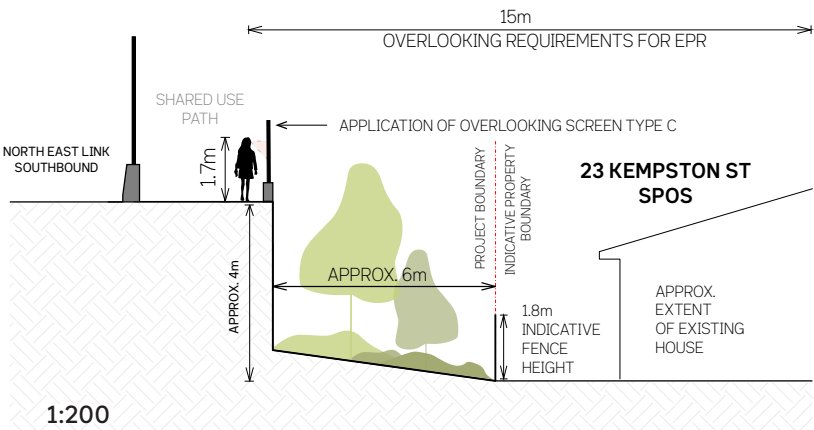 15m
OVERLOOKING REQUIREMENTS FOR EPR
SHARED USE
PATH
APPLICATION OF OVERLOOKING SCREEN TYPE C
NORTH EAST LINK
SOUTHBOUND
1.7m
PROJECT BOUNDARY
INDICATIVE PROPERTY
BOUNDARY
23 KEMPSTON ST
SPOS
APPROX. 4m
APPROX. 6m
1.8m
INDICATIVE
FENCE
HEIGHT
APPROX.
EXTENT
OF EXISTING
HOUSE
1:200